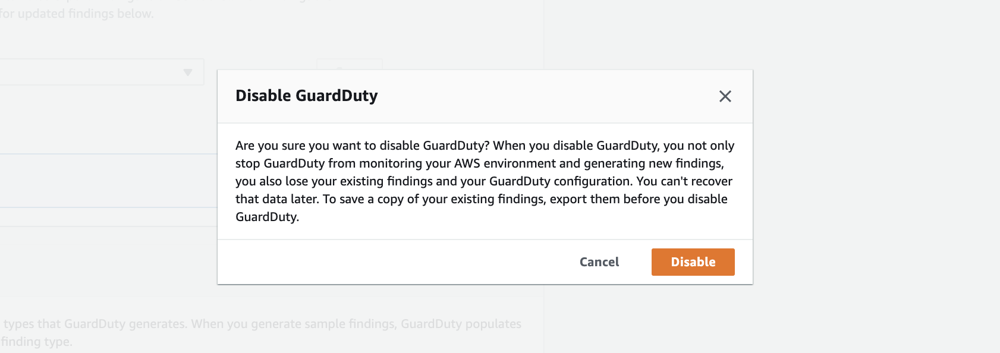 for updated findings below.
Disable GuardDuty
Are you sure you want to disable GuardDuty? When you disable GuardDuty, you not only
stop GuardDuty from monitoring your AWS environment and generating new findings,
you also lose your existing findings and your GuardDuty configuration. You can't recover
that data later. To save a copy of your existing findings, export them before you disable
GuardDuty.
Cancel Disable
types that GuardDuty generates. When you generate sample findings, GuardDuty populates
finding type.